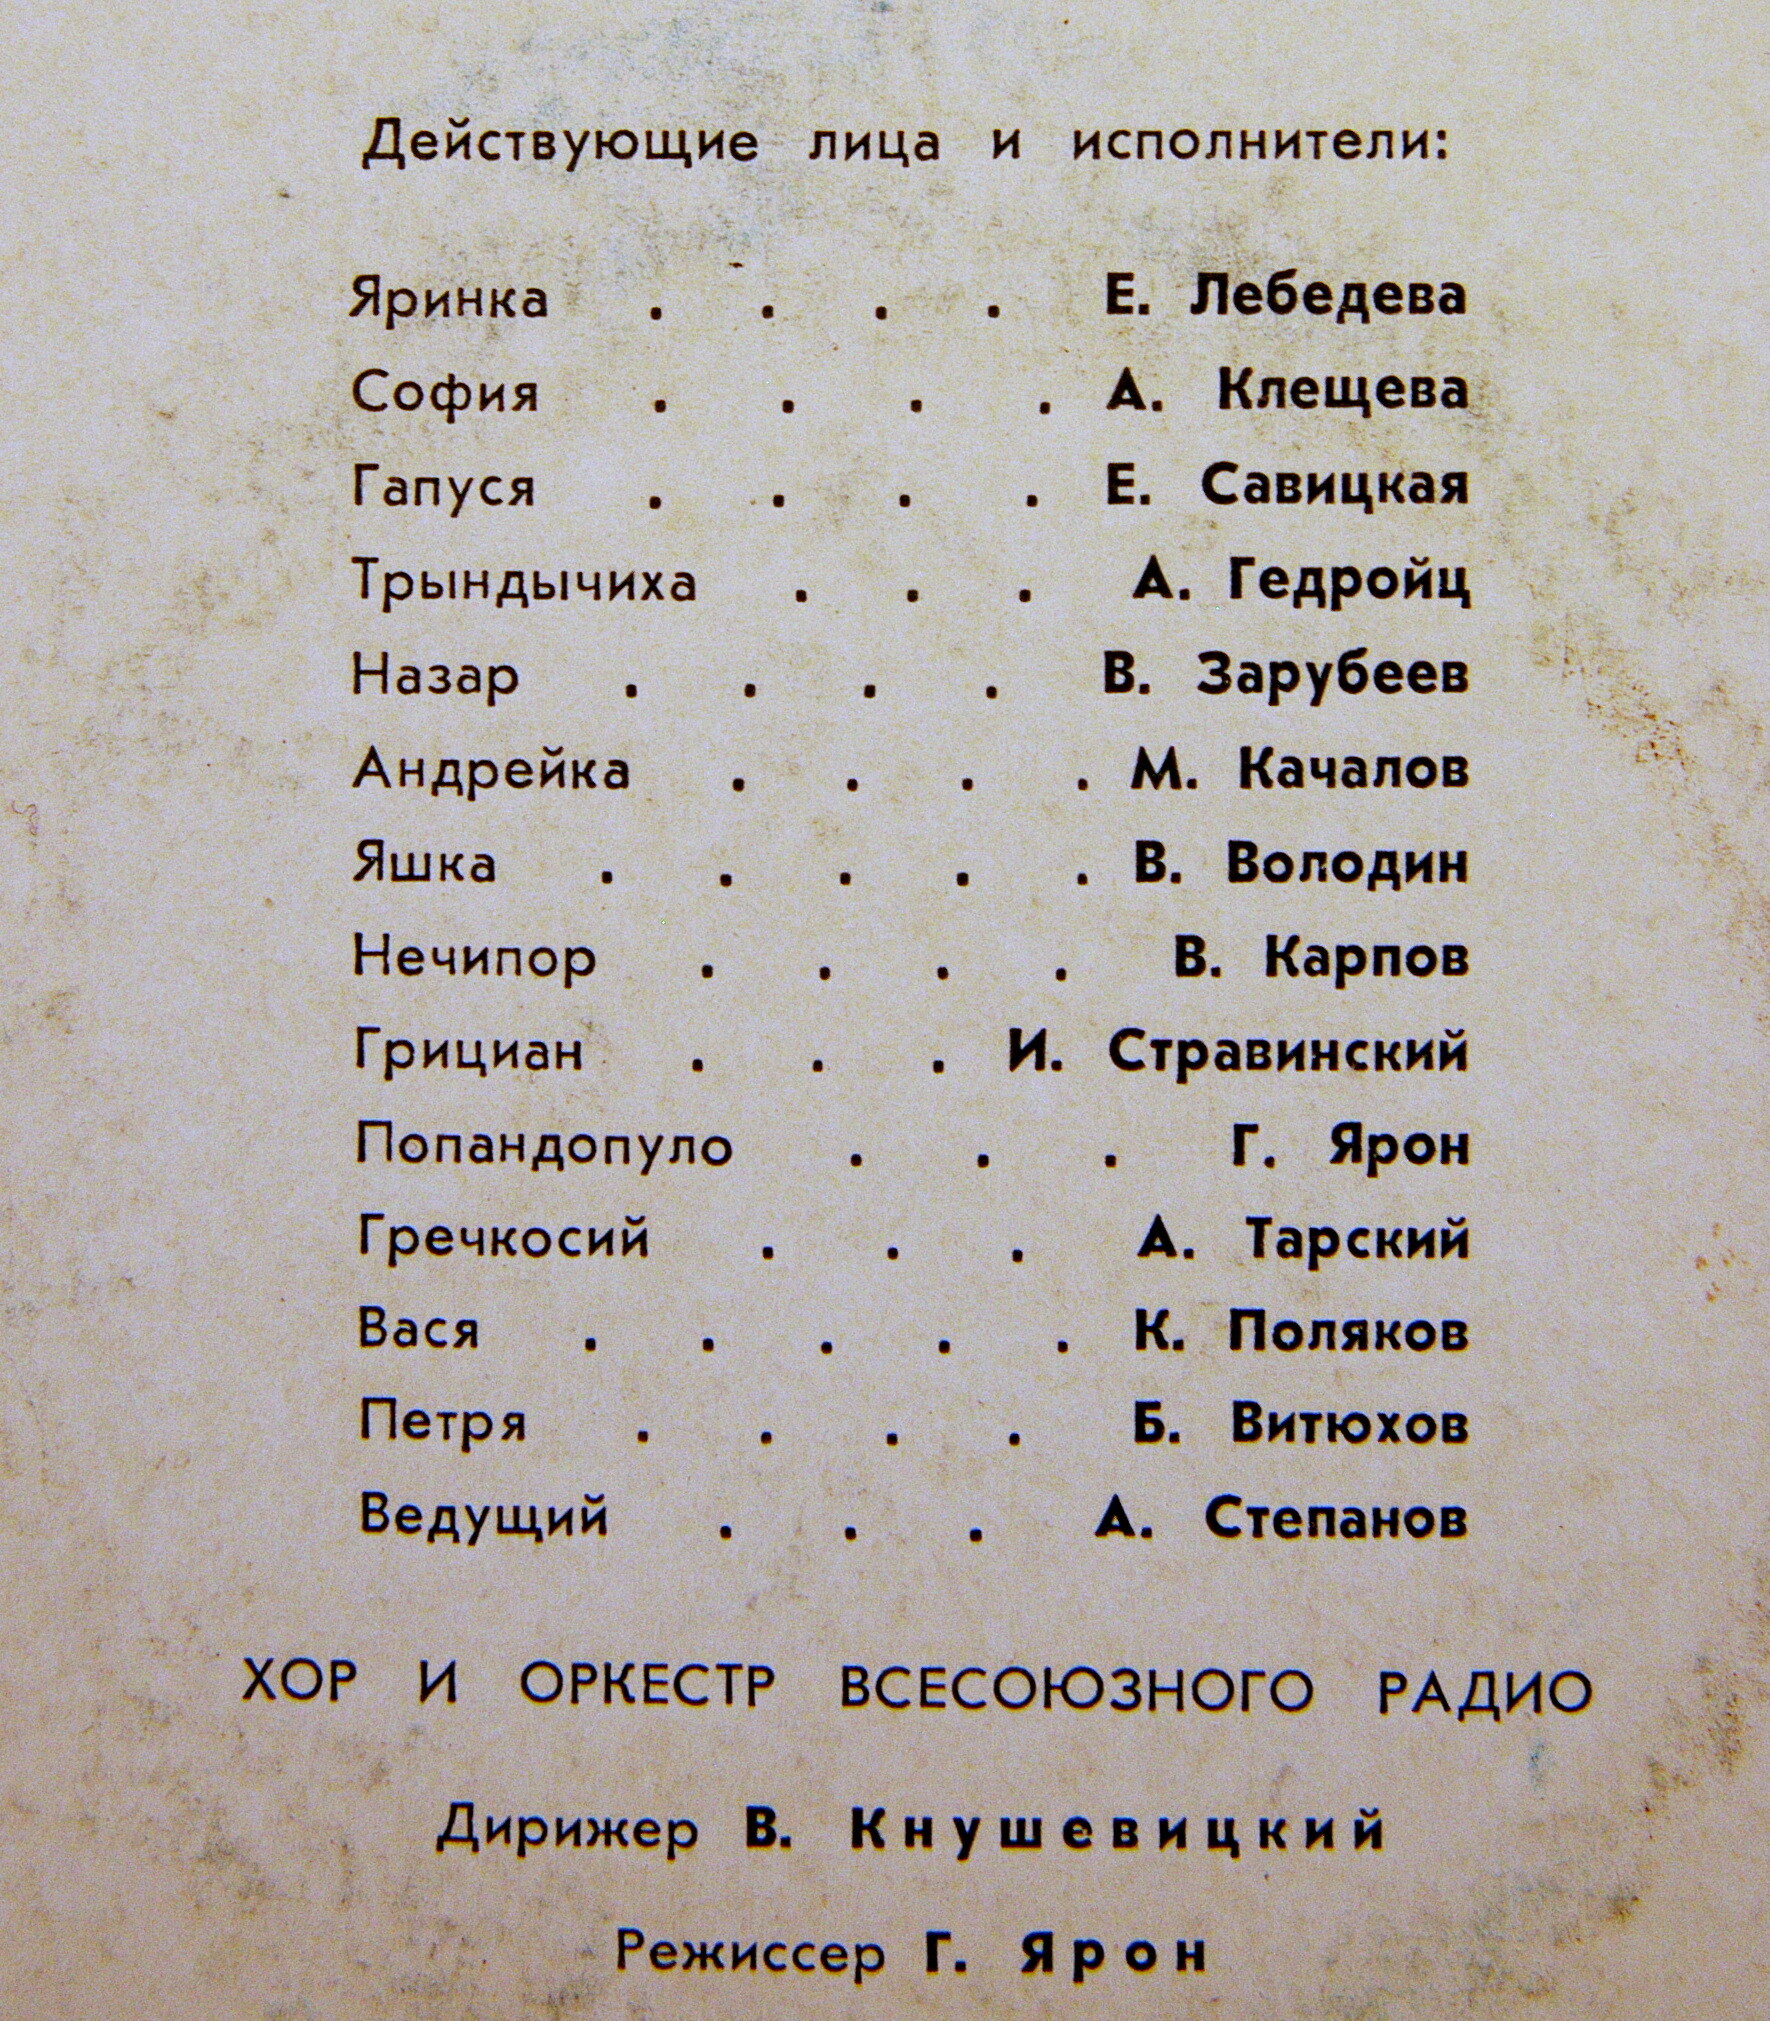 Действующие лица и исполнители:
Яринка . . . . Е. Лебедева
София . . . . А. Клещева
Гапуся . . . . Е. Савицкая
Трындычиха . . . А. Гедройц
Назар . . . . В. Зарубеев
Андрейка . . . . М. Качалов
Яшка . . . . . В. Володин
Нечипор . . . . В. Карпов
Грициан . . . И. Стравинский
Попандопуло . . . Г. Ярон
Гречкосий . . . А. Тарский
Вася . . . . . К. Поляков
Петря . . . . Б. Витюхов
Ведущий . . . А. Степанов
ХОР И ОРКЕСТР ВСЕСОЮЗНОГО РАДИО
Дирижер В. Кнушевицкий
Режиссер Г. Ярон